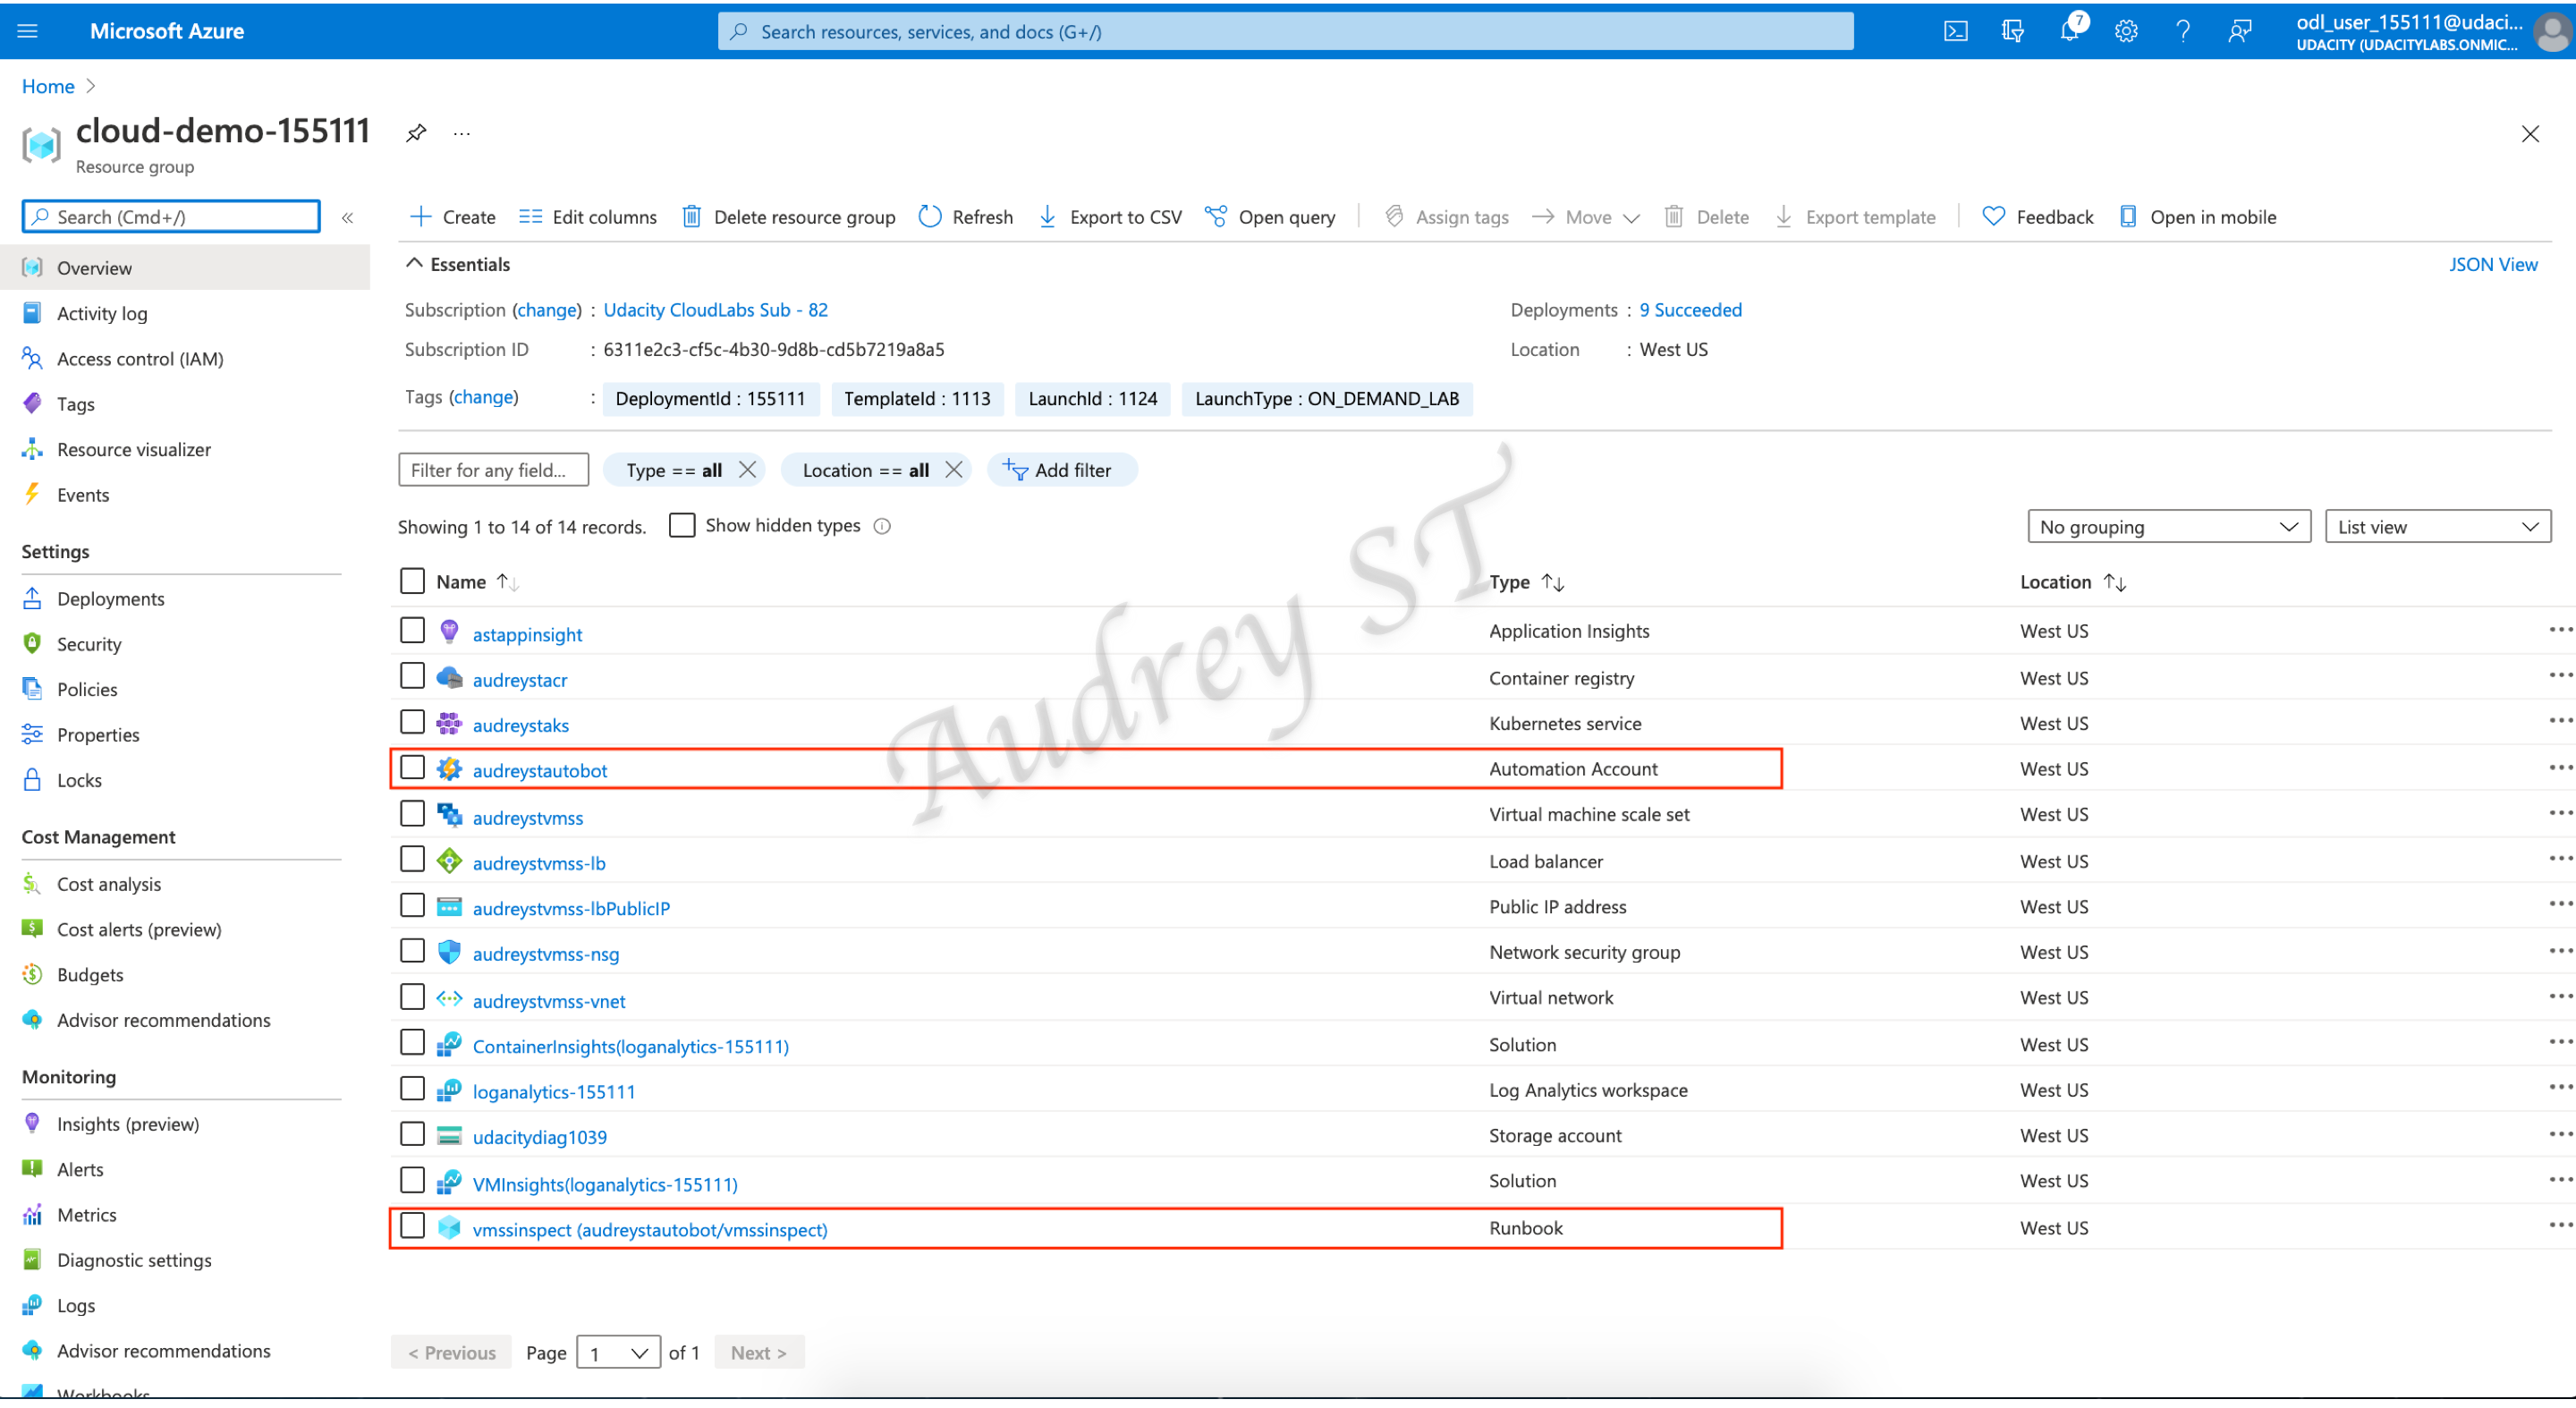 Microsoft Azure
Search resources, services, and docs (G+/)
7
odl_user_155111@udaci...
UDACITY (UDACITYLABS.ONMIC...
Home
cloud-demo-155111
...
Resource group
Search (Cmd+/)
«
Create
Edit columns
Delete resource group
Refresh
Export to CSV
Open query
Assign tags
Move
Delete
Export template
Feedback
Open in mobile
Overview
Activity log
Access control (IAM)
Tags
Resource visualizer
Events
Settings
Deployments
Security
Policies
Properties
Locks
Cost Management
Cost analysis
Cost alerts (preview)
Budgets
Advisor recommendations
Monitoring
Insights (preview)
Alerts
Metrics
Diagnostic settings
Logs
Advisor recommendations
Workbooks
Essentials
JSON View
Subscription (change) : Udacity CloudLabs Sub - 82
Deployments : 9 Succeeded
Subscription ID : 6311e2c3-cf5c-4b30-9d8b-cd5b7219a8a5
Location : West US
Tags (change) : DeploymentId : 155111 TemplateId : 1113 LaunchId : 1124 LaunchType : ON_DEMAND_LAB
Filter for any field... Type == all Location == all Add filter
Showing 1 to 14 of 14 records. Show hidden types
No grouping
List view
Name Type Location
astappinsight Application Insights West US
audreystacr Container registry West US
audreystaks Kubernetes service West US
audreystautobot Automation Account West US
audreystvmss Virtual machine scale set West US
audreystvmss-lb Load balancer West US
audreystvmss-lbPublicIP Public IP address West US
audreystvmss-nsg Network security group West US
audreystvmss-vnet Virtual network West US
ContainerInsights(loganalytics-155111) Solution West US
loganalytics-155111 Log Analytics workspace West US
udacitydiag1039 Storage account West US
VMInsights(loganalytics-155111) Solution West US
vmssinspect (audreystautobot/vmssinspect) Runbook West US
Audrey ST
< Previous Page 1 of 1 Next >